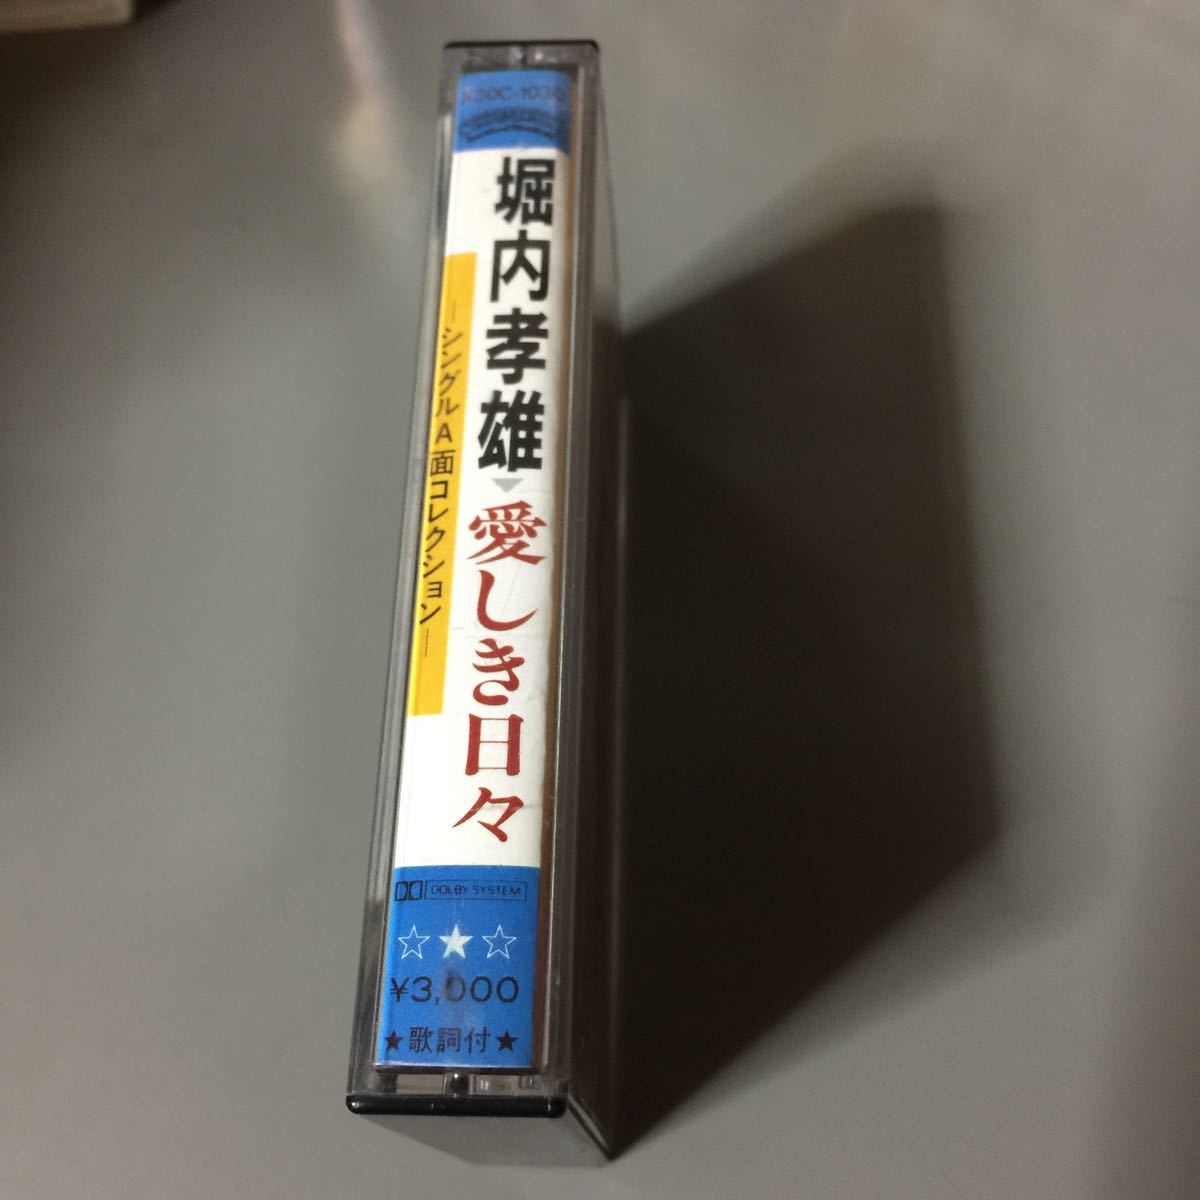 堀内孝雄▼愛しき日々
―シングルA面コレクション―
DOLBY SYSTEM
☆★☆
¥3,000
★歌詞付★